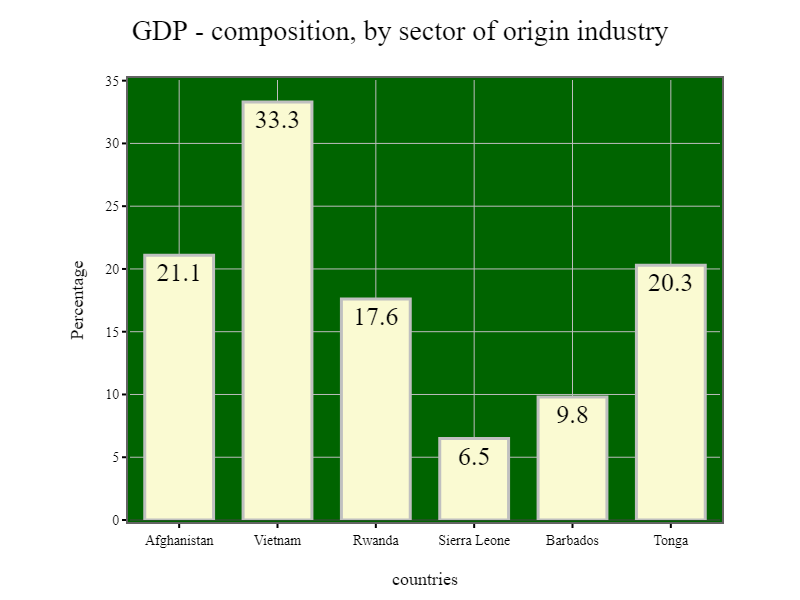 GDP - composition, by sector of origin industry
Percentage
35
30
25
20
15
10
5
0
21.1
33.3
17.6
6.5
9.8
20.3
Afghanistan
Vietnam
Rwanda
Sierra Leone
Barbados
Tonga
countries